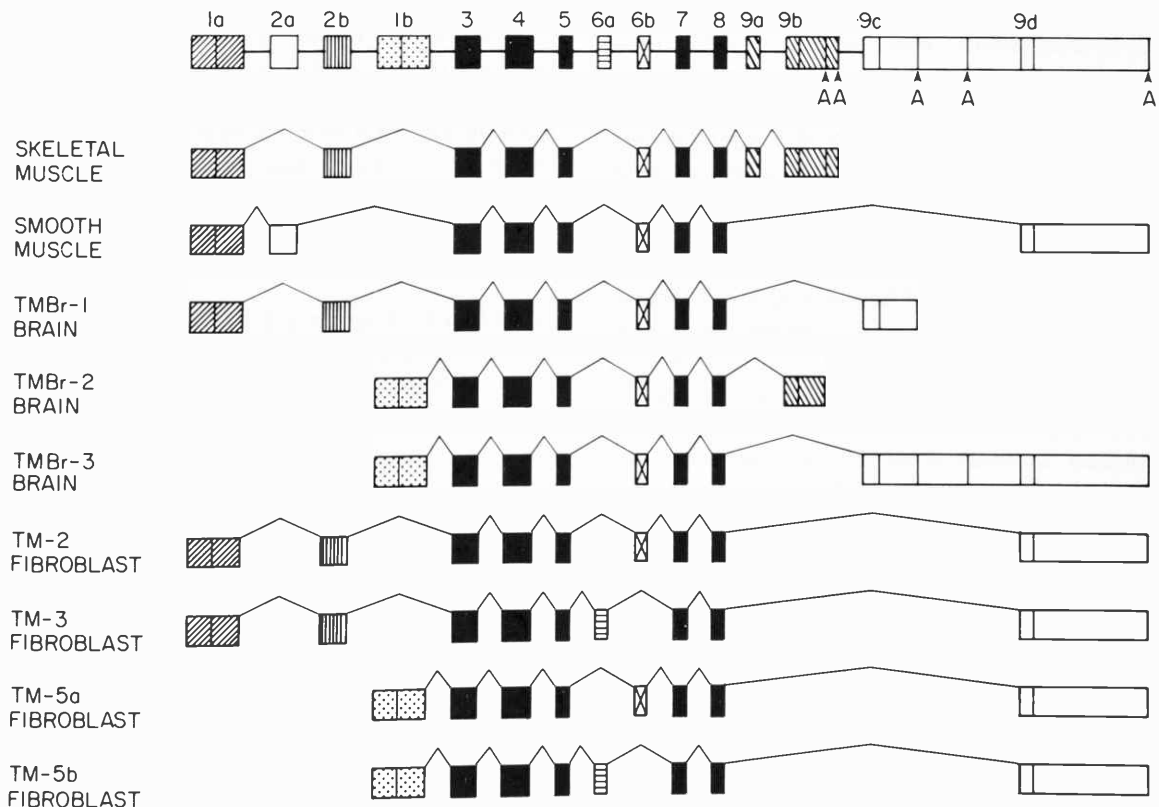 1a 2a 2b 1b 3 4 5 6a 6b 7 8 9a 9b 9c 9d
A A A A A
SKELETAL
MUSCLE
SMOOTH
MUSCLE
TMBr-1
BRAIN
TMBr-2
BRAIN
TMBr-3
BRAIN
TM-2
FIBROBLAST
TM-3
FIBROBLAST
TM-5a
FIBROBLAST
TM-5b
FIBROBLAST